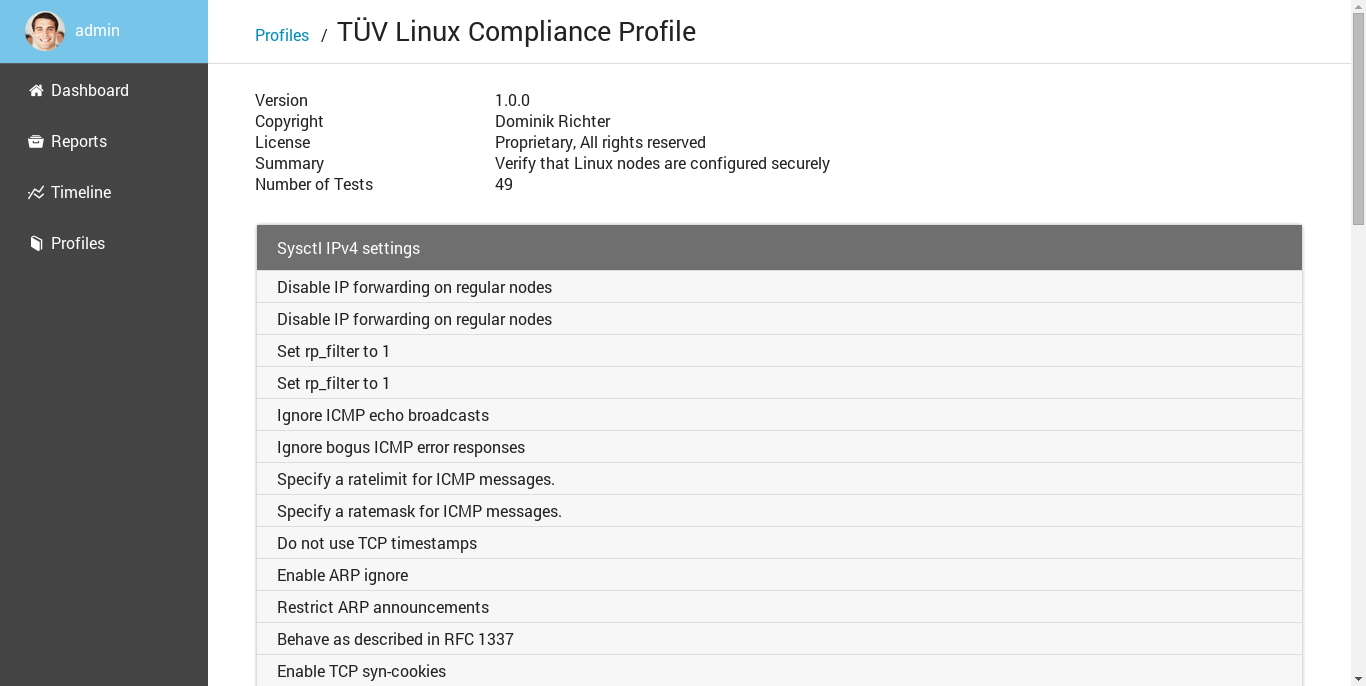 admin
Dashboard
Reports
Timeline
Profiles
Profiles / TÜV Linux Compliance Profile
Version 1.0.0
Copyright Dominik Richter
License Proprietary, All rights reserved
Summary Verify that Linux nodes are configured securely
Number of Tests 49
Sysctl IPv4 settings
Disable IP forwarding on regular nodes
Disable IP forwarding on regular nodes
Set rp_filter to 1
Set rp_filter to 1
Ignore ICMP echo broadcasts
Ignore bogus ICMP error responses
Specify a ratelimit for ICMP messages.
Specify a ratemask for ICMP messages.
Do not use TCP timestamps
Enable ARP ignore
Restrict ARP announcements
Behave as described in RFC 1337
Enable TCP syn-cookies